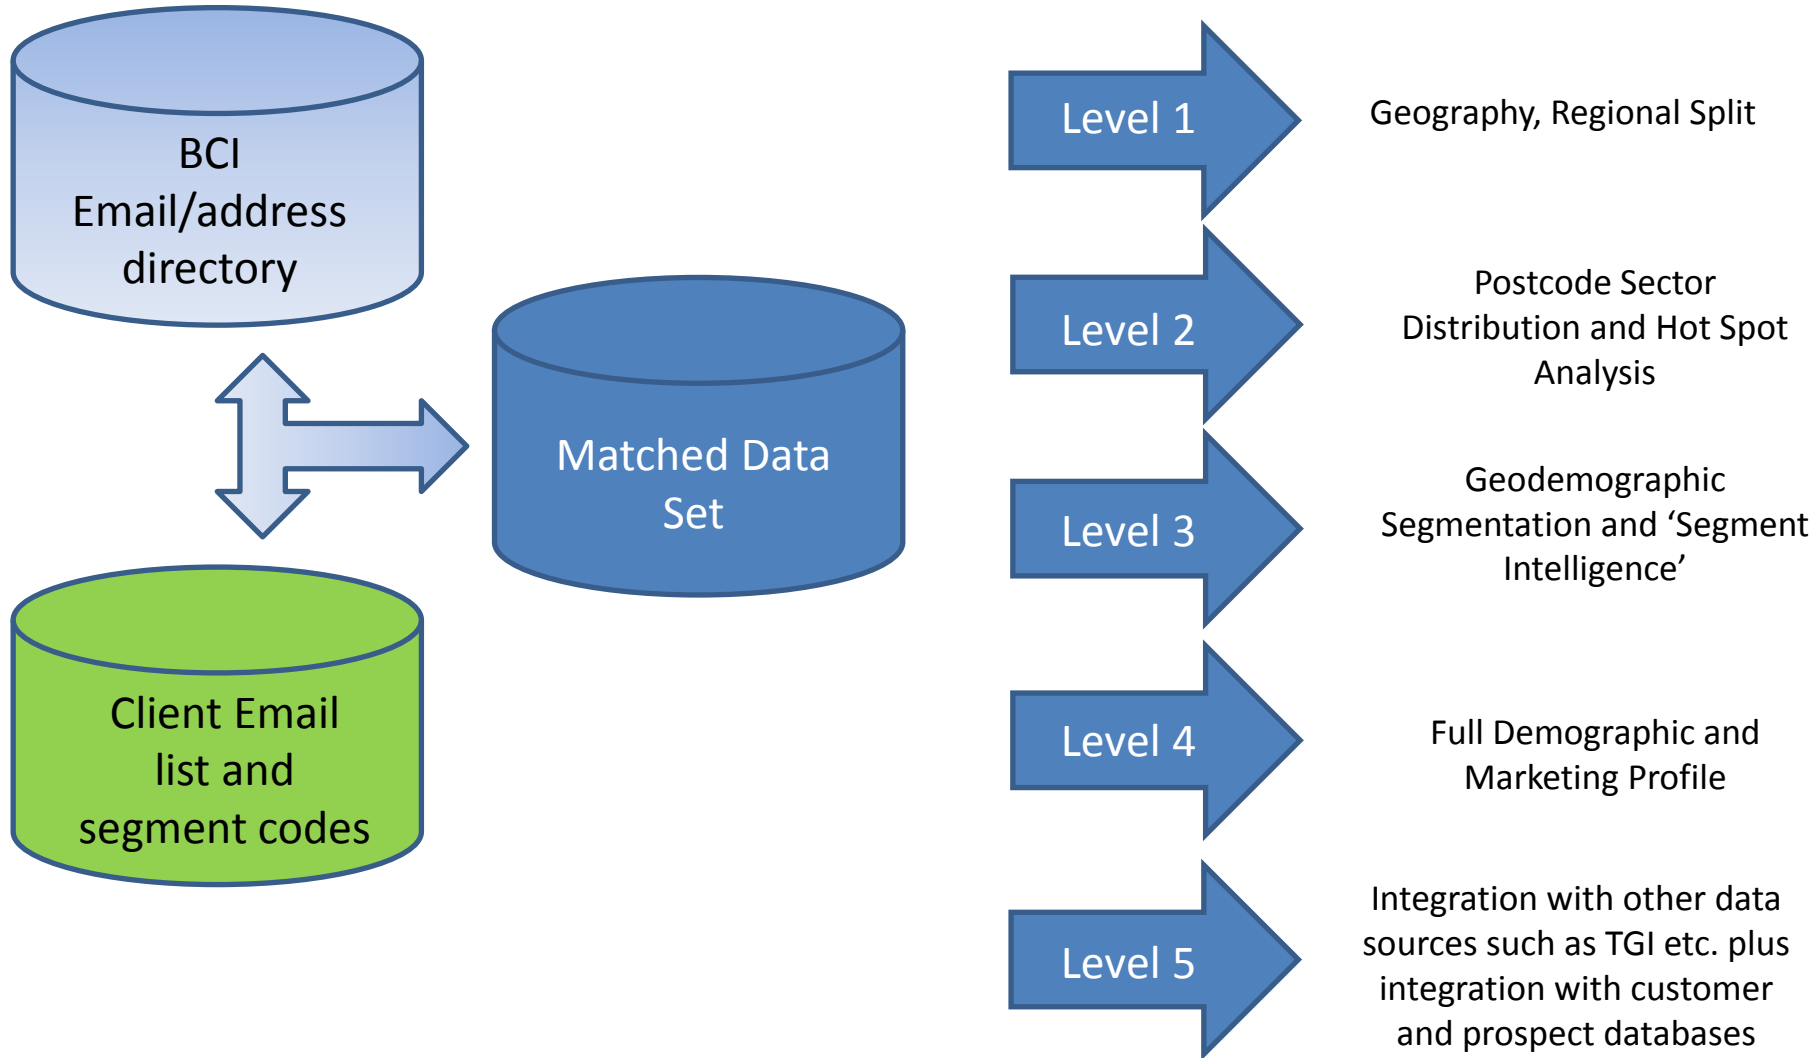 BCI
Email/address
directory
Client Email
list and
segment codes
Matched Data
Set
Level 1
Geography, Regional Split
Level 2
Postcode Sector
Distribution and Hot Spot
Analysis
Level 3
Geodemographic
Segmentation and ‘Segment
Intelligence’
Level 4
Full Demographic and
Marketing Profile
Level 5
Integration with other data
sources such as TGI etc. plus
integration with customer
and prospect databases